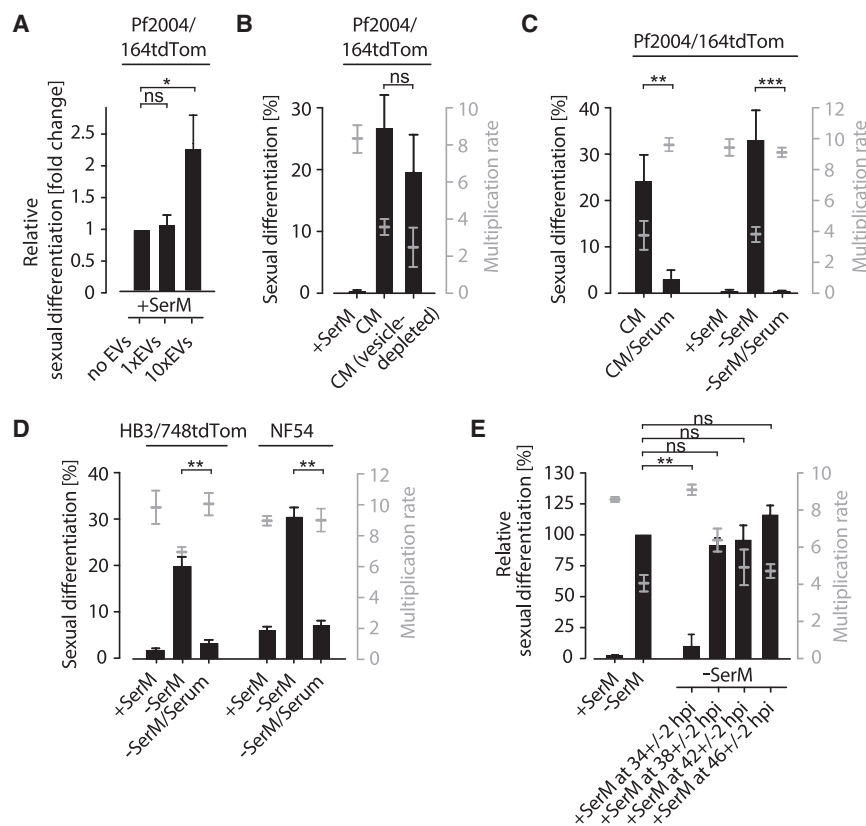 A
Pf2004/
164tdTom
*
ns
Relative
sexual differentiation [fold change]
2.5
2
1.5
1
0.5
0
+SerM
no EVs
1xEVs
10xEVs
B
Pf2004/
164tdTom
ns
Sexual differentiation [%]
30
20
10
0
10
8
6
4
2
0
Multiplication rate
+SerM
CM
CM (vesicle-
depleted)
C
Pf2004/164tdTom
**
***
Sexual differentiation [%]
40
30
20
10
0
12
10
8
6
4
2
0
Multiplication rate
CM
CM/Serum
+SerM
-SerM
-SerM/Serum
D
HB3/748tdTom
NF54
**
**
Sexual differentiation [%]
40
30
20
10
0
12
10
8
6
4
2
0
Multiplication rate
+SerM
-SerM
-SerM/Serum
+SerM
-SerM
-SerM/Serum
E
ns
ns
ns
**
Relative
sexual differentiation [%]
130
125
100
75
50
25
0
10
8
6
4
2
0
Multiplication rate
+SerM
-SerM
-SerM
+SerM at 34+/-2 hpi
+SerM at 38+/-2 hpi
+SerM at 42+/-2 hpi
+SerM at 46+/-2 hpi